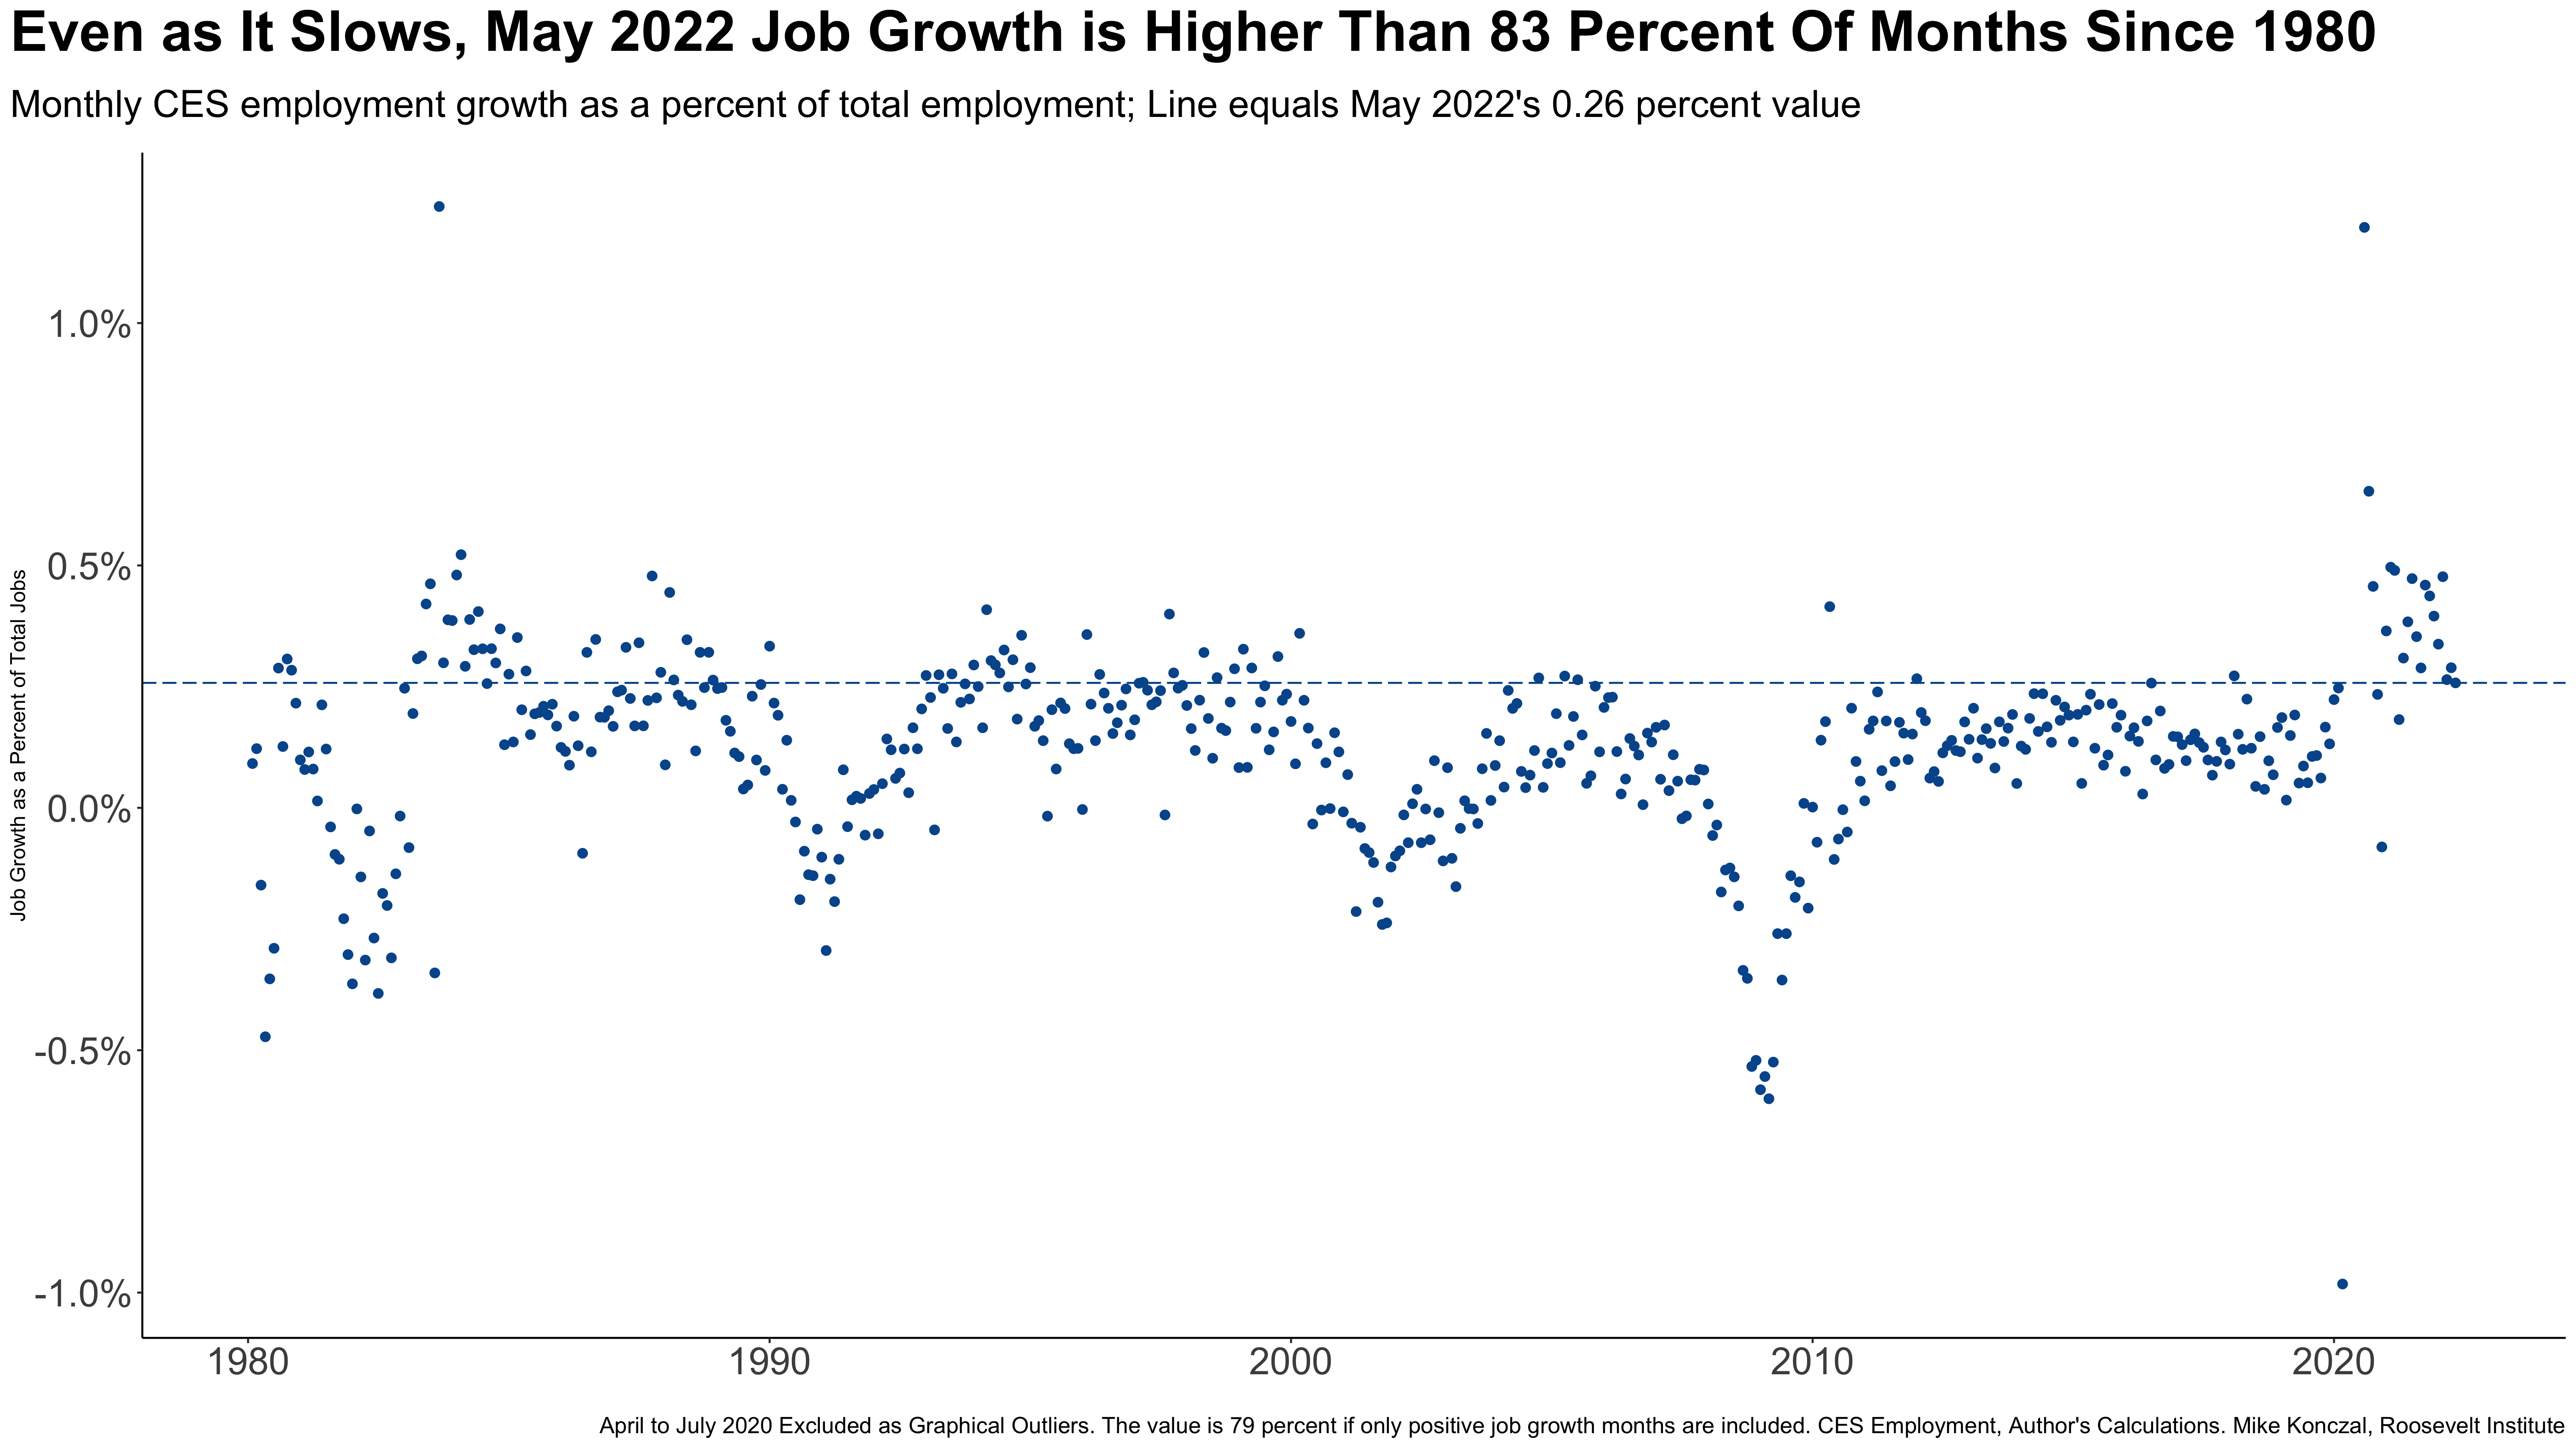 Even as It Slows, May 2022 Job Growth is Higher Than 83 Percent Of Months Since 1980
Monthly CES employment growth as a percent of total employment; Line equals May 2022's 0.26 percent value
Job Growth as a Percent of Total Jobs
1.0%
0.5%
0.0%
-0.5%
-1.0%
1980 1990 2000 2010 2020
April to July 2020 Excluded as Graphical Outliers. The value is 79 percent if only positive job growth months are included. CES Employment, Author's Calculations. Mike Konczal, Roosevelt Institute